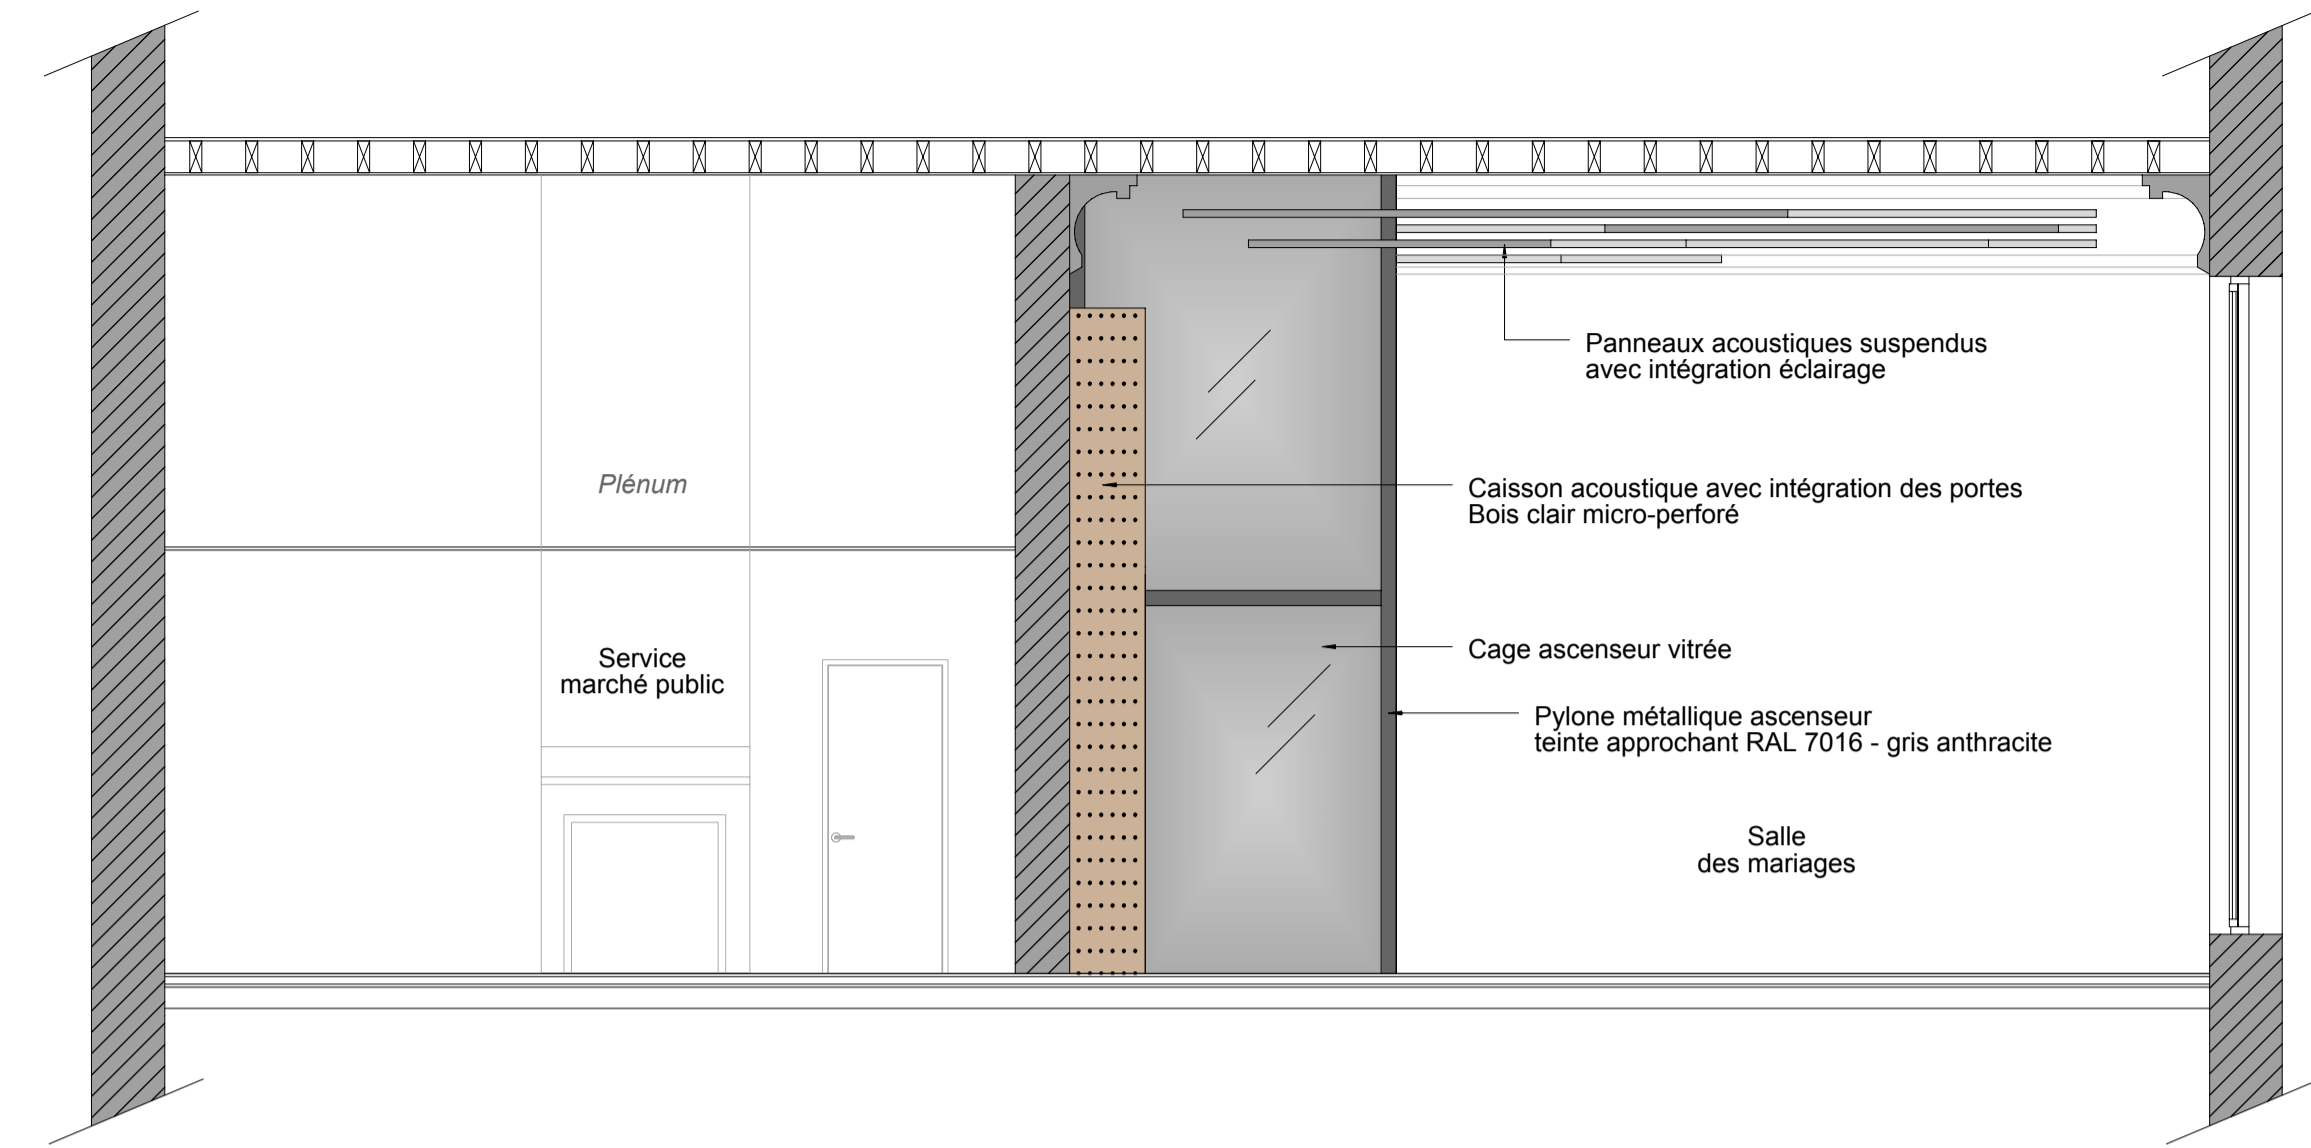 Panneaux acoustiques suspendus
avec intégration éclairage
Plénum
Caisson acoustique avec intégration des portes
Bois clair micro-perforé
Service
marché public
Cage ascenseur vitrée
Pylone métallique ascenseur
teinte approchant RAL 7016 - gris anthracite
Salle
des mariages